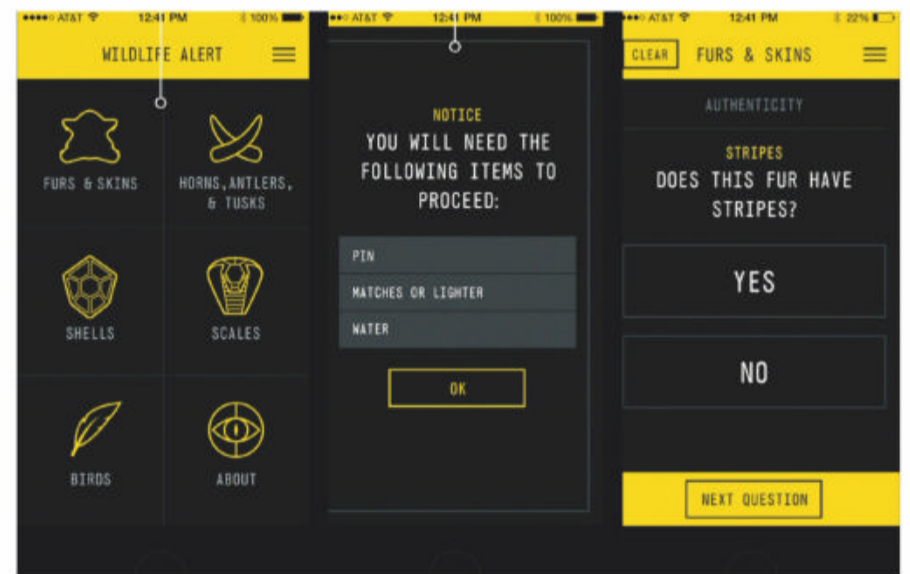 AT&T 12:41 PM 100%
WILDLIFE ALERT
FURS & SKINS
HORNS, ANTLERS,
& TUSKS
SHELLS
SCALES
BIRDS
ABOUT
AT&T 12:41 PM 100%
NOTICE
YOU WILL NEED THE
FOLLOWING ITEMS TO
PROCEED:
PIN
MATCHES OR LIGHTER
WATER
OK
AT&T 12:41 PM 22%
CLEAR FURS & SKINS
AUTHENTICITY
STRIPES
DOES THIS FUR HAVE
STRIPES?
YES
NO
NEXT QUESTION